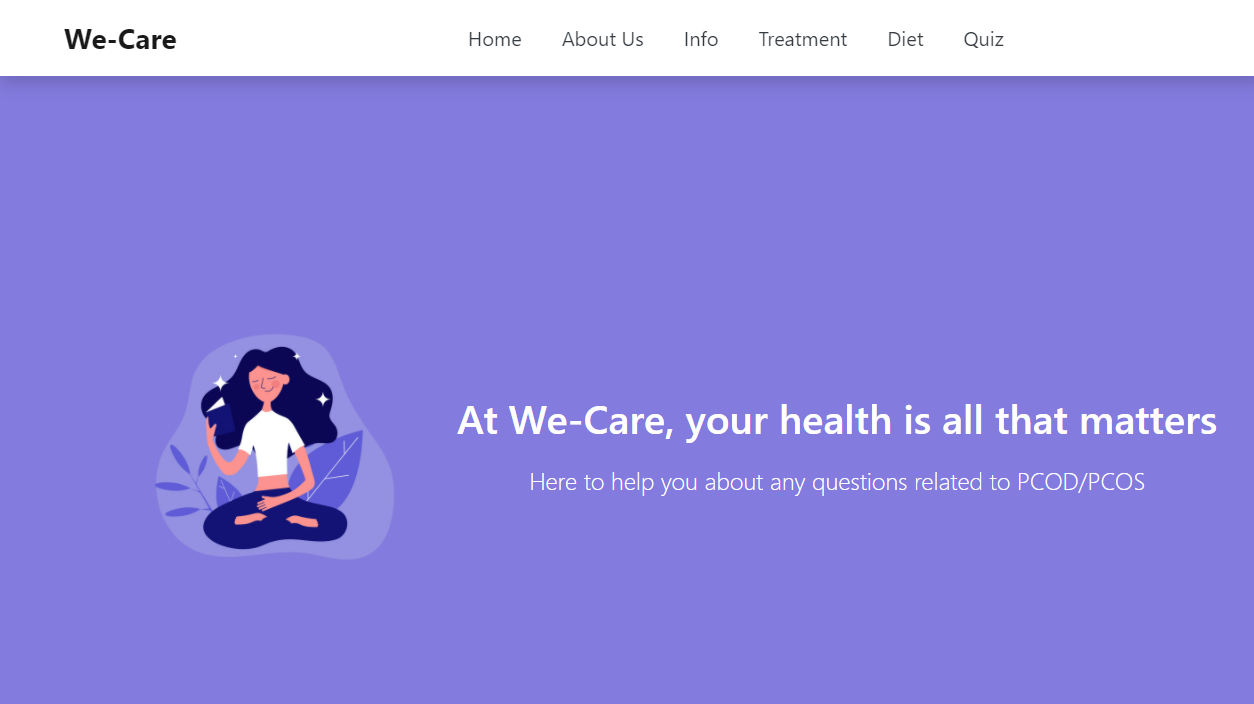 We-Care
Home About Us Info Treatment Diet Quiz
At We-Care, your health is all that matters
Here to help you about any questions related to PCOD/PCOS